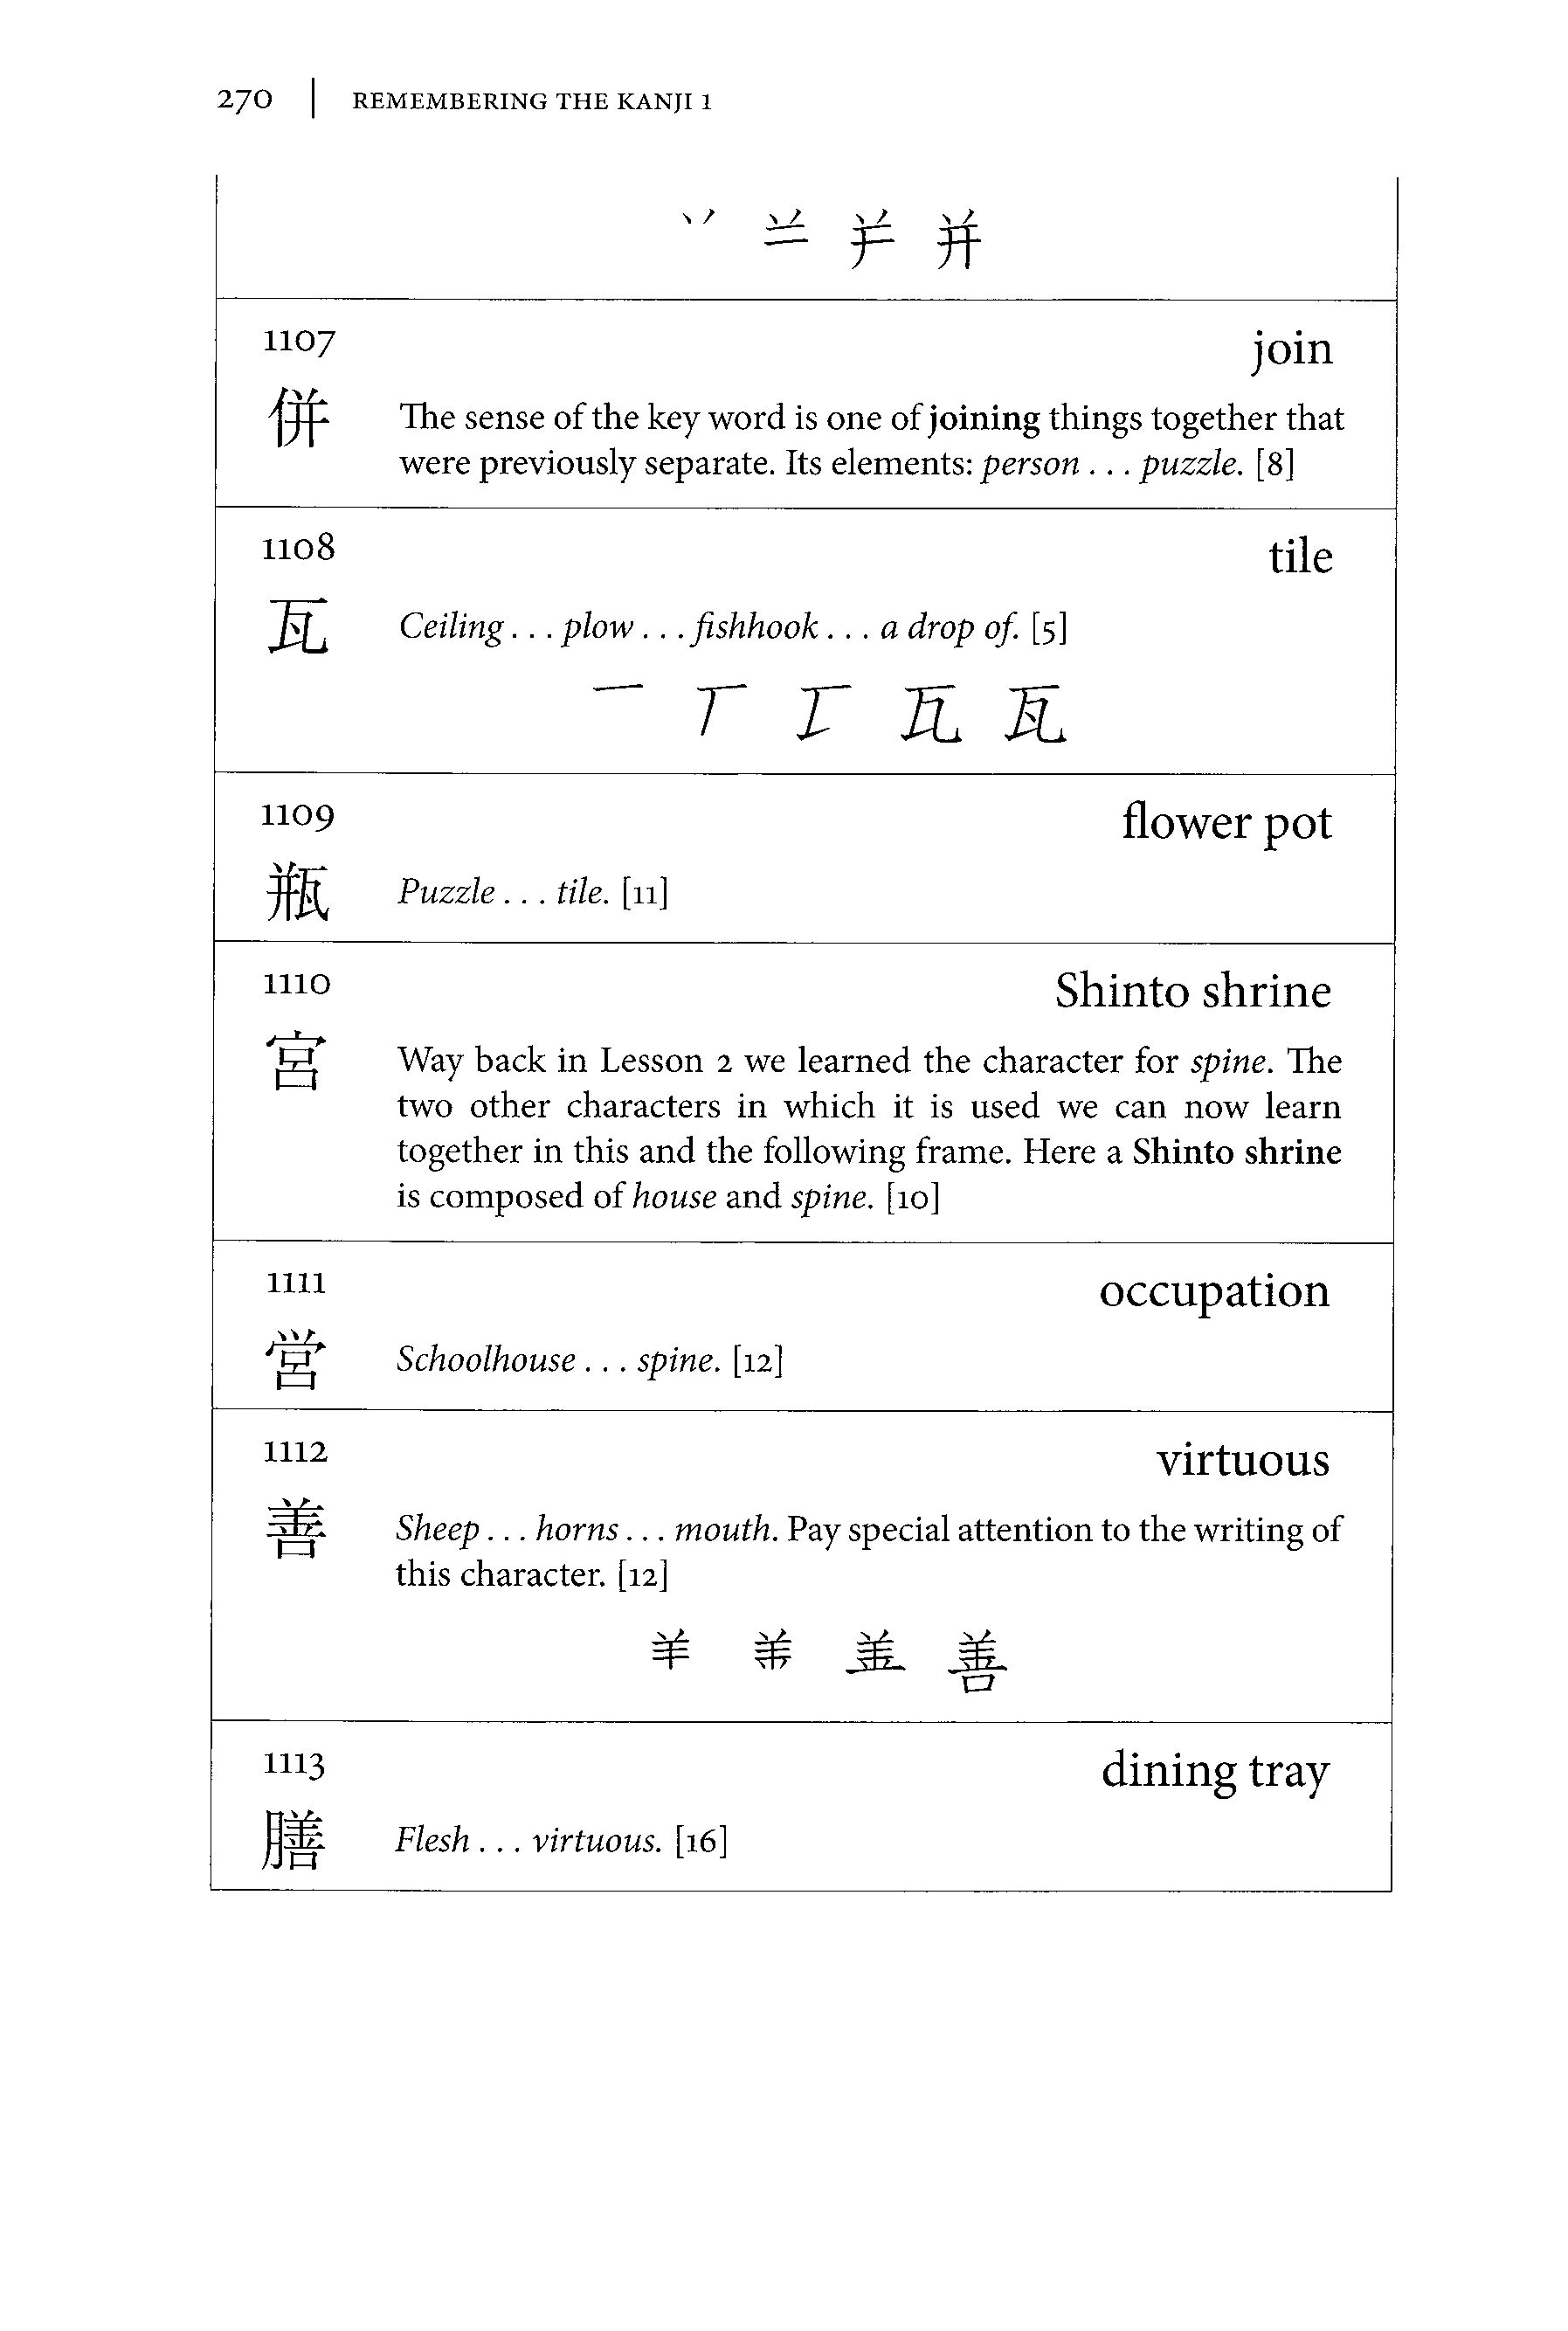 270 | REMEMBERING THE KANJI 1
丷 䒑 并
1107 join
併 The sense of the key word is one of joining things together that
were previously separate. Its elements: person . . . puzzle. [8]
1108 tile
瓦 Ceiling . . . plow . . . fishhook . . . a drop of. [5]
一 瓦
1109 flower pot
瓶 Puzzle . . . tile. [11]
1110 Shinto shrine
宮 Way back in Lesson 2 we learned the character for spine. The
two other characters in which it is used we can now learn
together in this and the following frame. Here a Shinto shrine
is composed of house and spine. [10]
1111 occupation
営 Schoolhouse . . . spine. [12]
1112 virtuous
善 Sheep . . . horns . . . mouth. Pay special attention to the writing of
this character. [12]
羊 善
1113 dining tray
膳 Flesh . . . virtuous. [16]